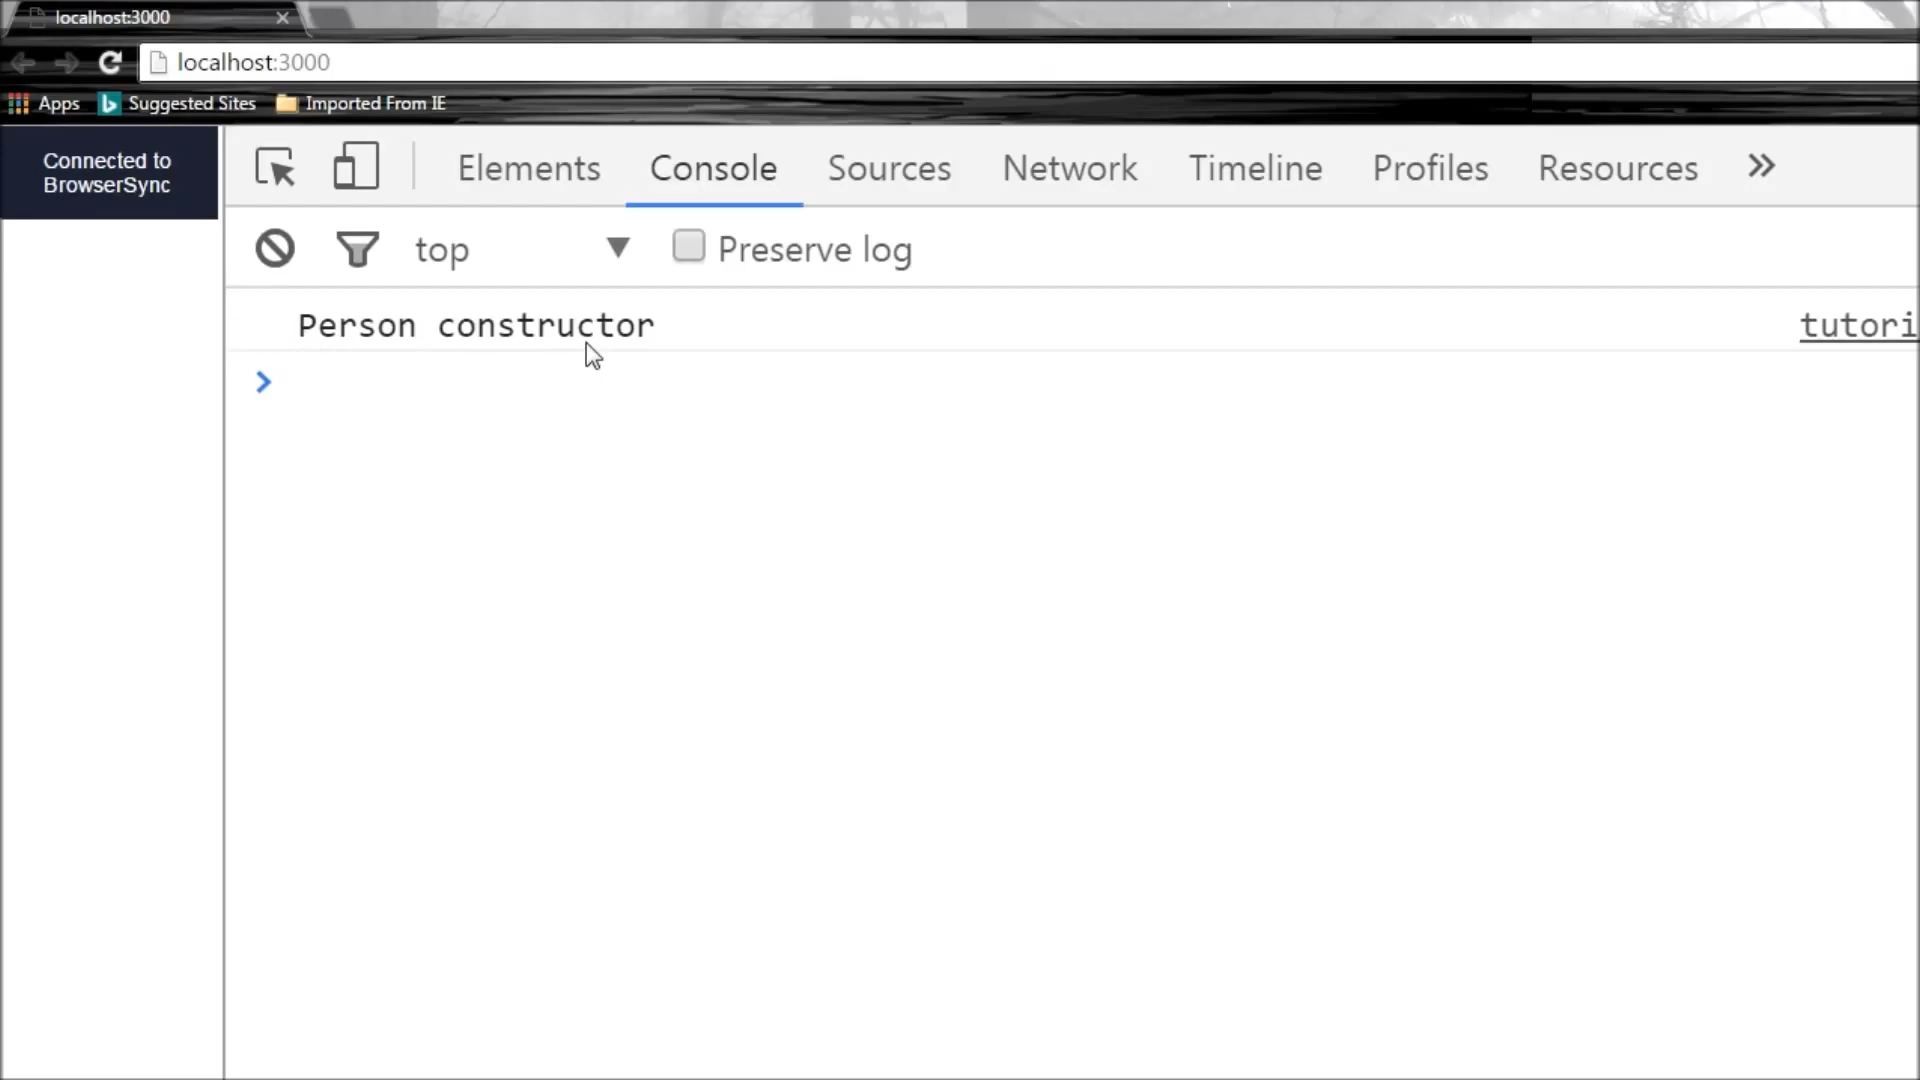 localhost:3000
localhost:3000
Apps Suggested Sites Imported From IE
Connected to
BrowserSync
Elements Console Sources Network Timeline Profiles Resources
top Preserve log
Person constructor tutori